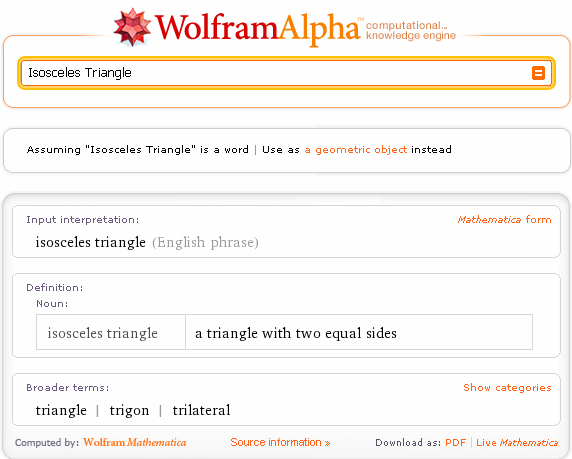 WolframAlpha™ computational...
knowledge engine
Isosceles Triangle
Assuming "Isosceles Triangle" is a word | Use as a geometric object instead
Input interpretation: Mathematica form
isosceles triangle (English phrase)
Definition:
Noun:
isosceles triangle a triangle with two equal sides
Broader terms: Show categories
triangle | trigon | trilateral
Computed by: Wolfram Mathematica Source information » Download as: PDF | Live Mathematica